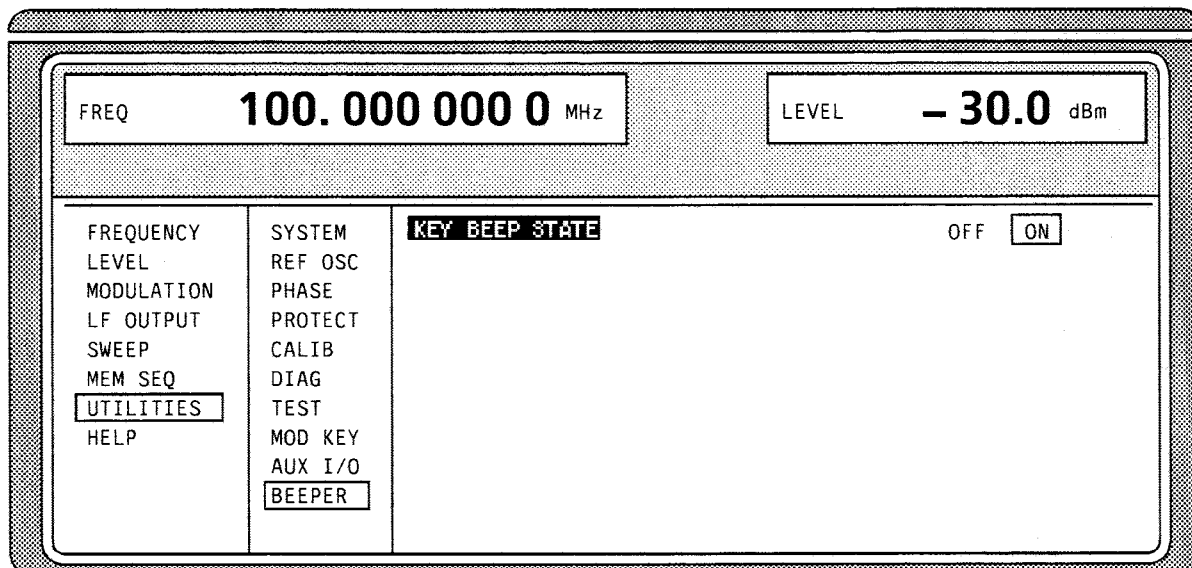 FREQ 100. 000 000 0 MHz
LEVEL – 30.0 dBm
FREQUENCY
LEVEL
MODULATION
LF OUTPUT
SWEEP
MEM SEQ
UTILITIES
HELP
SYSTEM
REF OSC
PHASE
PROTECT
CALIB
DIAG
TEST
MOD KEY
AUX I/O
BEEPER
KEY BEEP STATE OFF ON